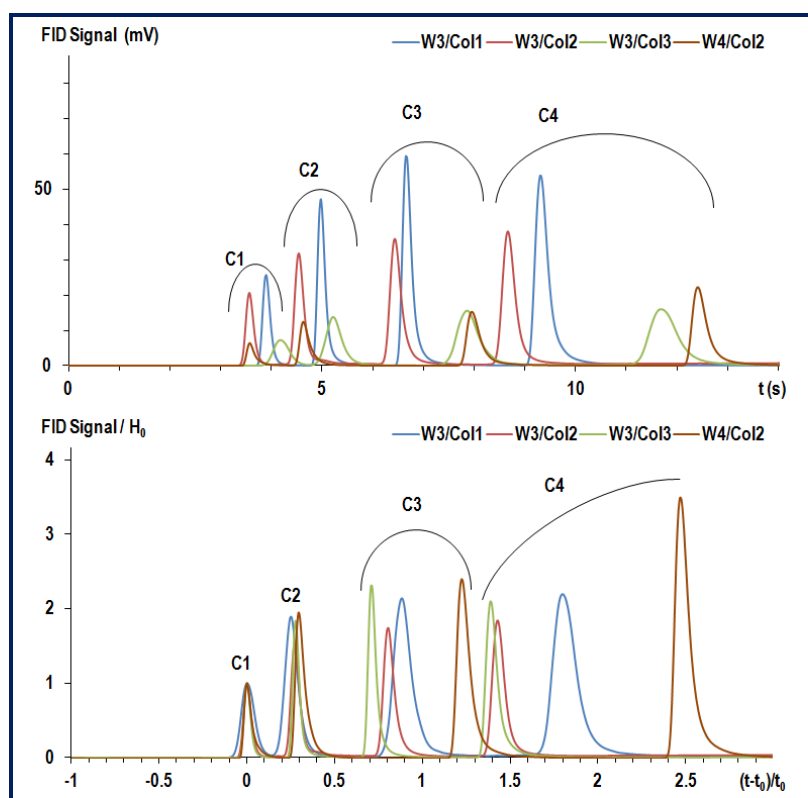 FID Signal (mV)
W3/Col1 W3/Col2 W3/Col3 W4/Col2
C3
C4
C2
50
C1
0
0 5 10 t (s)
FID Signal / H0
W3/Col1 W3/Col2 W3/Col3 W4/Col2
4
C4
C3
3
C2
2
C1
1
0
-1 -0.5 0 0.5 1 1.5 2 2.5 (t-t0)/t0